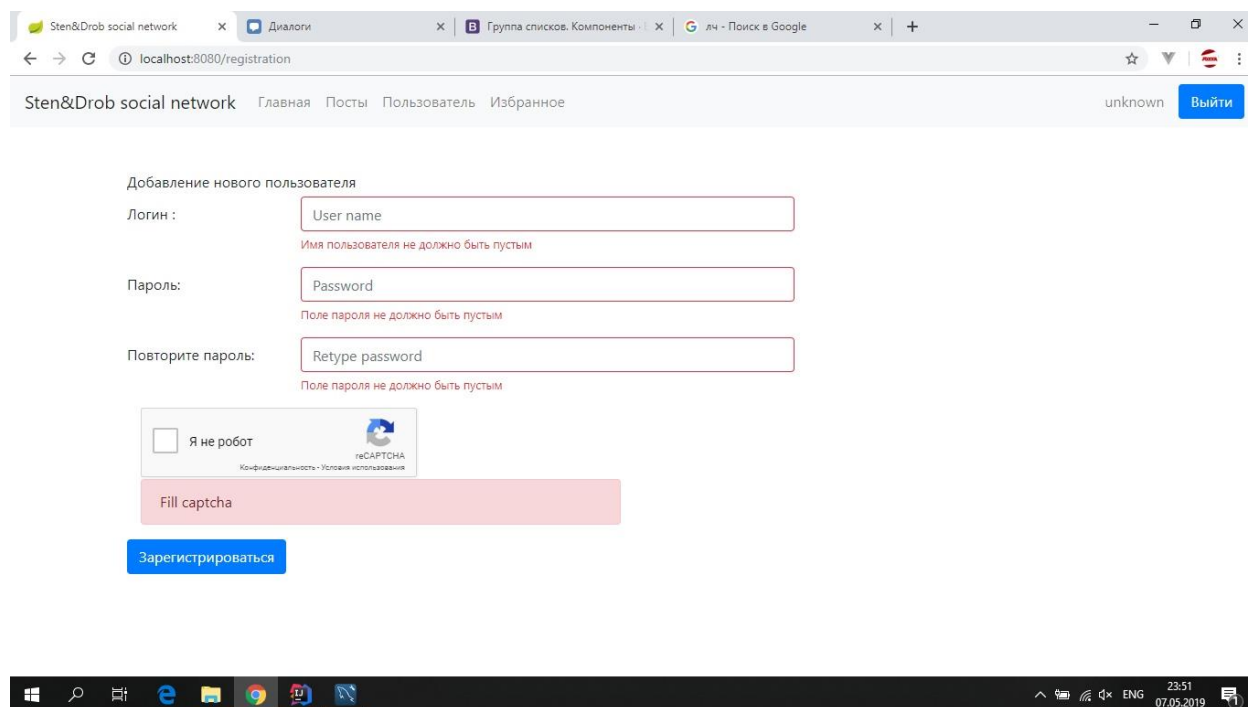 Sten&Drob social network
Диалоги
Группа списков. Компоненты ·
лч - Поиск в Google
localhost:8080/registration
Sten&Drob social network Главная Посты Пользователь Избранное unknown Выйти
Добавление нового пользователя
Логин : User name
Имя пользователя не должно быть пустым
Пароль: Password
Поле пароля не должно быть пустым
Повторите пароль: Retype password
Поле пароля не должно быть пустым
Я не робот
reCAPTCHA
Конфиденциальность - Условия использования
Fill captcha
Зарегистрироваться
ENG
23:51
07.05.2019